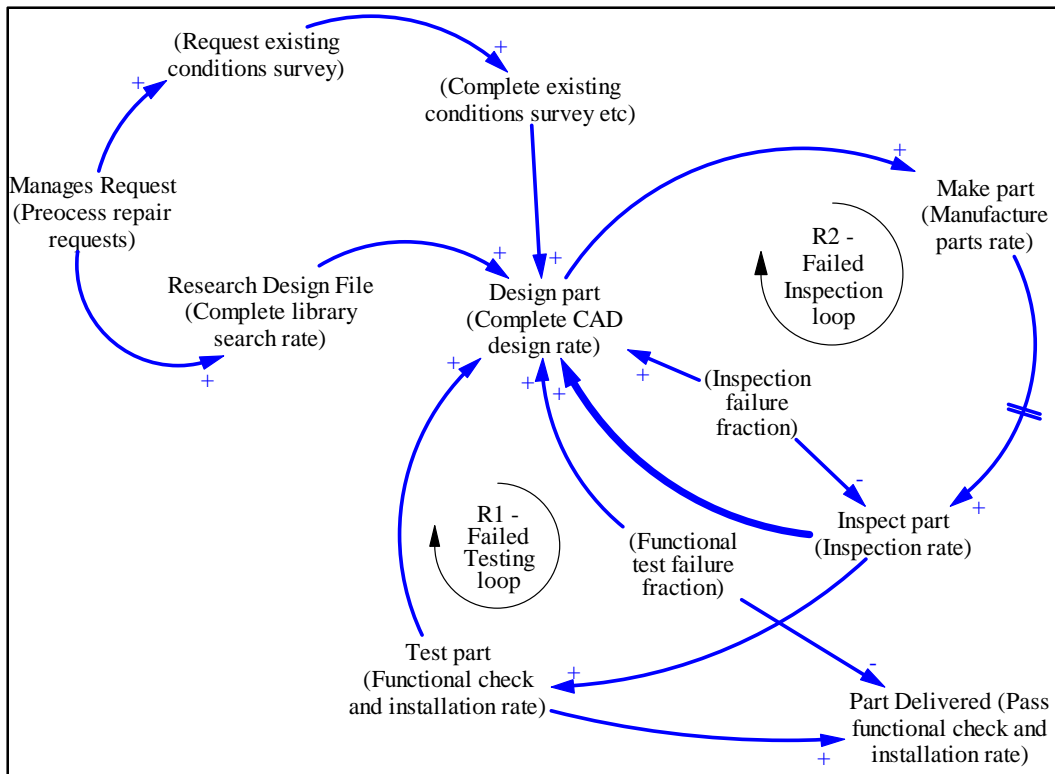 (Request existing
conditions survey)
(Complete existing
conditions survey etc)
Manages Request
(Preocess repair
requests)
Research Design File
(Complete library
search rate)
Design part
(Complete CAD
design rate)
Make part
(Manufacture
parts rate)
R2 -
Failed
Inspection
loop
(Inspection
failure
fraction)
R1 -
Failed
Testing
loop
(Functional
test failure
fraction)
Inspect part
(Inspection rate)
Test part
(Functional check
and installation rate)
Part Delivered (Pass
functional check and
installation rate)
+
+
+
+
+
+
+
+
+
+
+
-
+
-
+